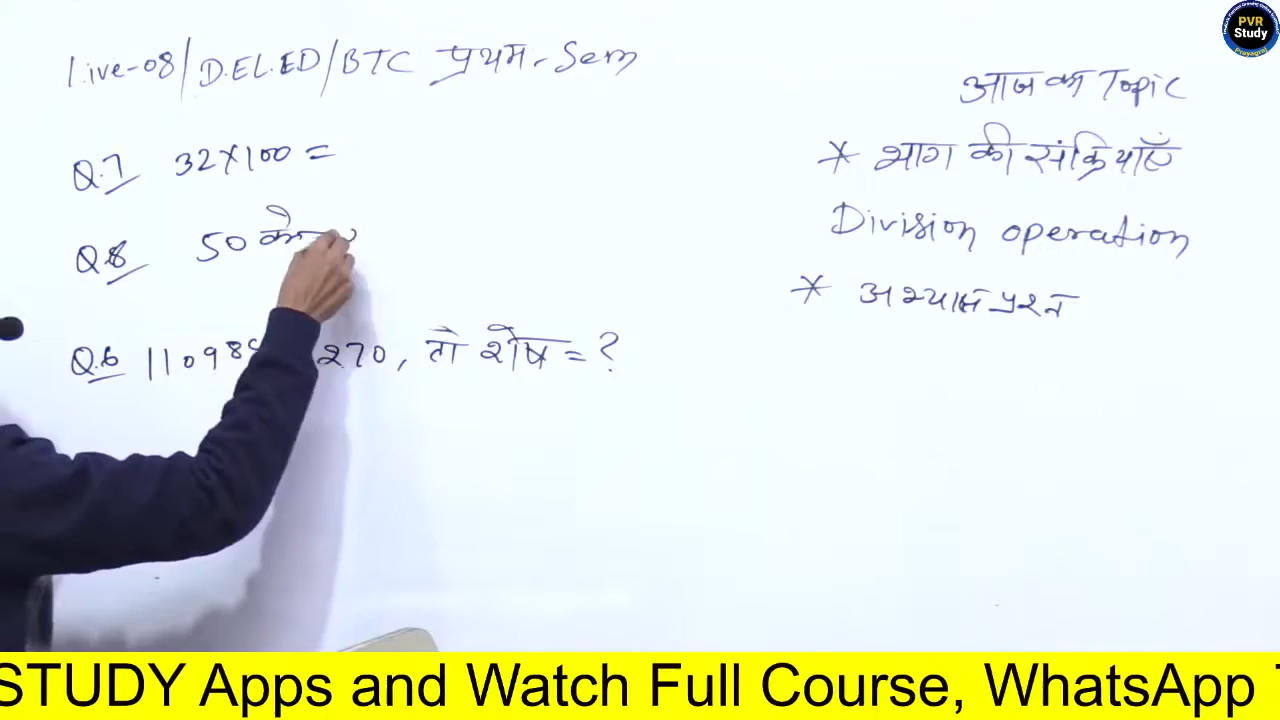 Live-08/D.EL.ED/BTC प्रथम-Sem
Q.7 32×100 =
Q.8 50
Q.6 270, तो शेष = ?
आज का Topic
* भाग की संक्रियाएँ
Division operation
* अभ्यास प्रश्न
PVR
Study
Prayagraj
STUDY Apps and Watch Full Course, WhatsApp